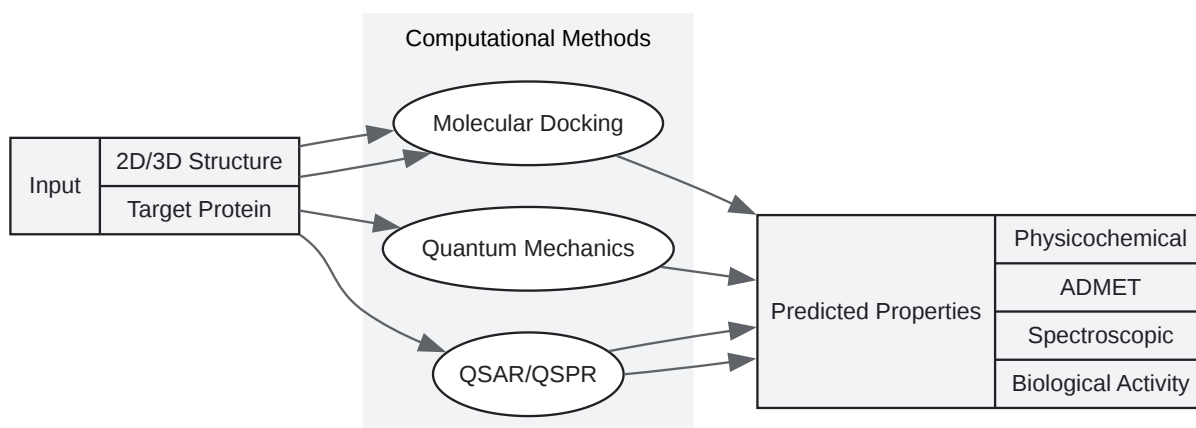 Computational Methods
Molecular Docking
Input
2D/3D Structure
Target Protein
Quantum Mechanics
QSAR/QSPR
Predicted Properties
Physicochemical
ADMET
Spectroscopic
Biological Activity